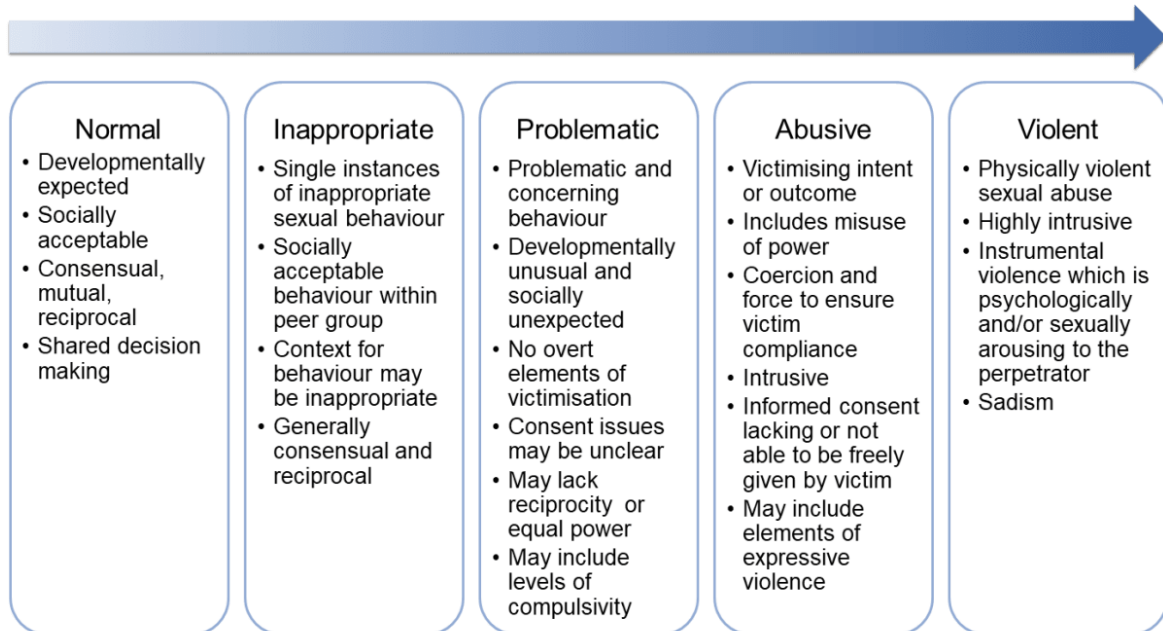 Normal
• Developmentally
expected
• Socially
acceptable
• Consensual,
mutual,
reciprocal
• Shared decision
making
Inappropriate
• Single instances
of inappropriate
sexual behaviour
• Socially
acceptable
behaviour within
peer group
• Context for
behaviour may
be inappropriate
• Generally
consensual and
reciprocal
Problematic
• Problematic and
concerning
behaviour
• Developmentally
unusual and
socially
unexpected
• No overt
elements of
victimisation
• Consent issues
may be unclear
• May lack
reciprocity or
equal power
• May include
levels of
compulsivity
Abusive
• Victimising intent
or outcome
• Includes misuse
of power
• Coercion and
force to ensure
victim
compliance
• Intrusive
• Informed consent
lacking or not
able to be freely
given by victim
• May include
elements of
expressive
violence
Violent
• Physically violent
sexual abuse
• Highly intrusive
• Instrumental
violence which is
psychologically
and/or sexually
arousing to the
perpetrator
• Sadism